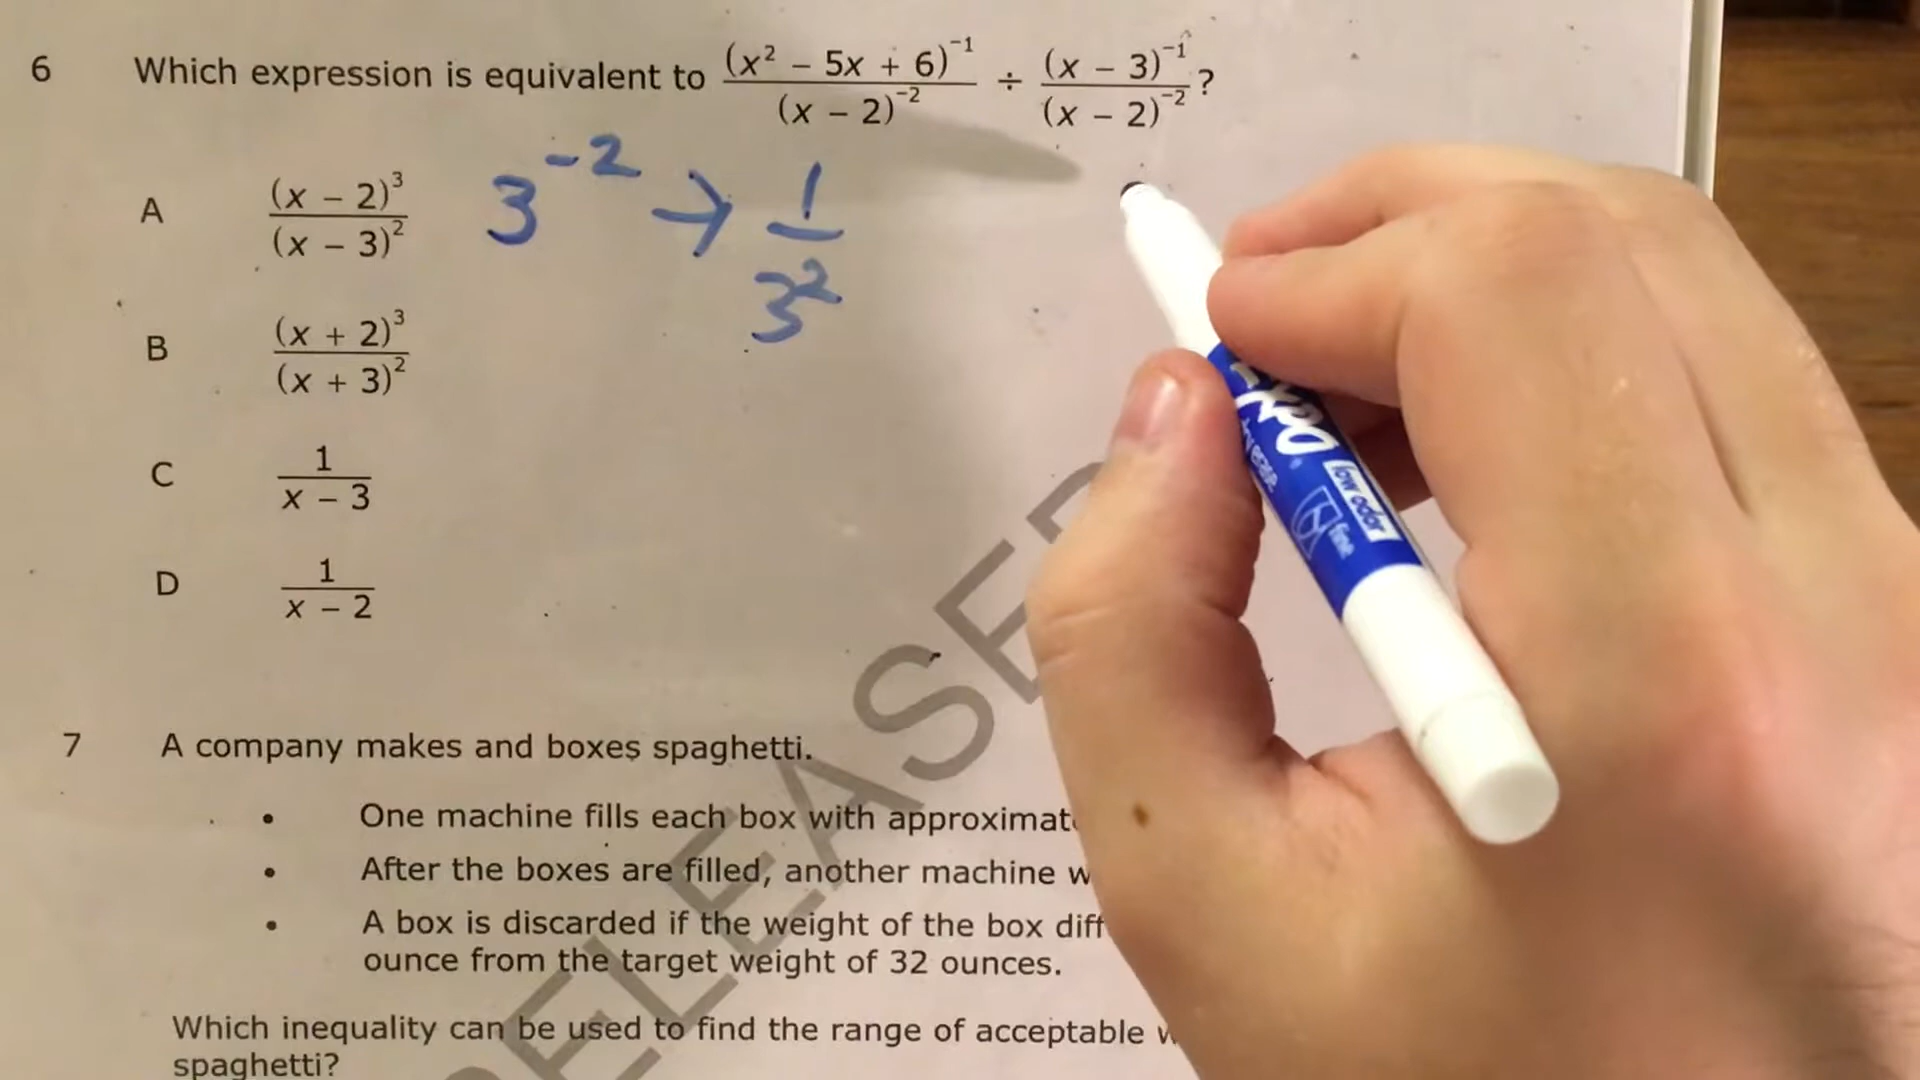 6 Which expression is equivalent to (x² − 5x + 6)⁻¹ / (x − 2)⁻² ÷ (x − 3)⁻¹ / (x − 2)⁻² ?
A (x − 2)³ / (x − 3)²
3⁻² → 1 / 3²
B (x + 2)³ / (x + 3)²
C 1 / x − 3
D 1 / x − 2
EXPO
low odor
fine
RELEASED
7 A company makes and boxes spaghetti.
• One machine fills each box with
• After the boxes are filled, another machine
• A box is discarded if the weight of the box
ounce from the target weight of 32 ounces.
Which inequality can be used to find the range of acceptable
spaghetti?